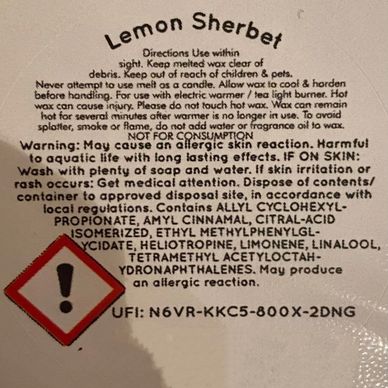 Lemon Sherbet
Directions Use within
sight. Keep melted wax clear of
debris. Keep out of reach of children & pets.
Never attempt to use melt as a candle. Allow wax to cool & harden
before handling. For use with electric warmer / tea light burner. Hot
wax can cause injury. Please do not touch hot wax. Wax can remain
hot for several minutes after warmer is no longer in use. To avoid
splatter, smoke or flame, do not add water or fragrance oil to wax.
NOT FOR CONSUMPTION
Warning: May cause an allergic skin reaction. Harmful
to aquatic life with long lasting effects. IF ON SKIN:
Wash with plenty of soap and water. If skin irritation or
rash occurs: Get medical attention. Dispose of contents/
container to approved disposal site, in accordance with
local regulations. Contains ALLYL CYCLOHEXYL-
PROPIONATE, AMYL CINNAMAL, CITRAL-ACID
ISOMERIZED, ETHYL METHYLPHENYLGL-
YCIDATE, HELIOTROPINE, LIMONENE, LINALOOL,
TETRAMETHYL ACETYLOCTAH-
YDRONAPHTHALENES. May produce
an allergic reaction.
UFI: N6VR-KKC5-800X-2DNG